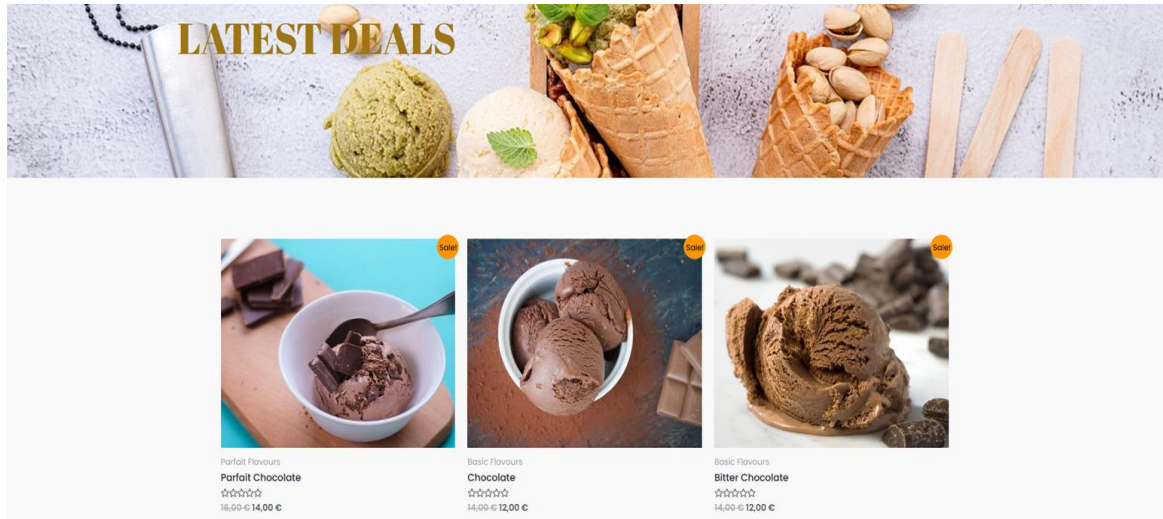 LATEST DEALS
Sale!
Sale!
Sale!
Parfait Flavours
Parfait Chocolate
16,00 € 14,00 €
Basic Flavours
Chocolate
14,00 € 12,00 €
Basic Flavours
Bitter Chocolate
14,00 € 12,00 €